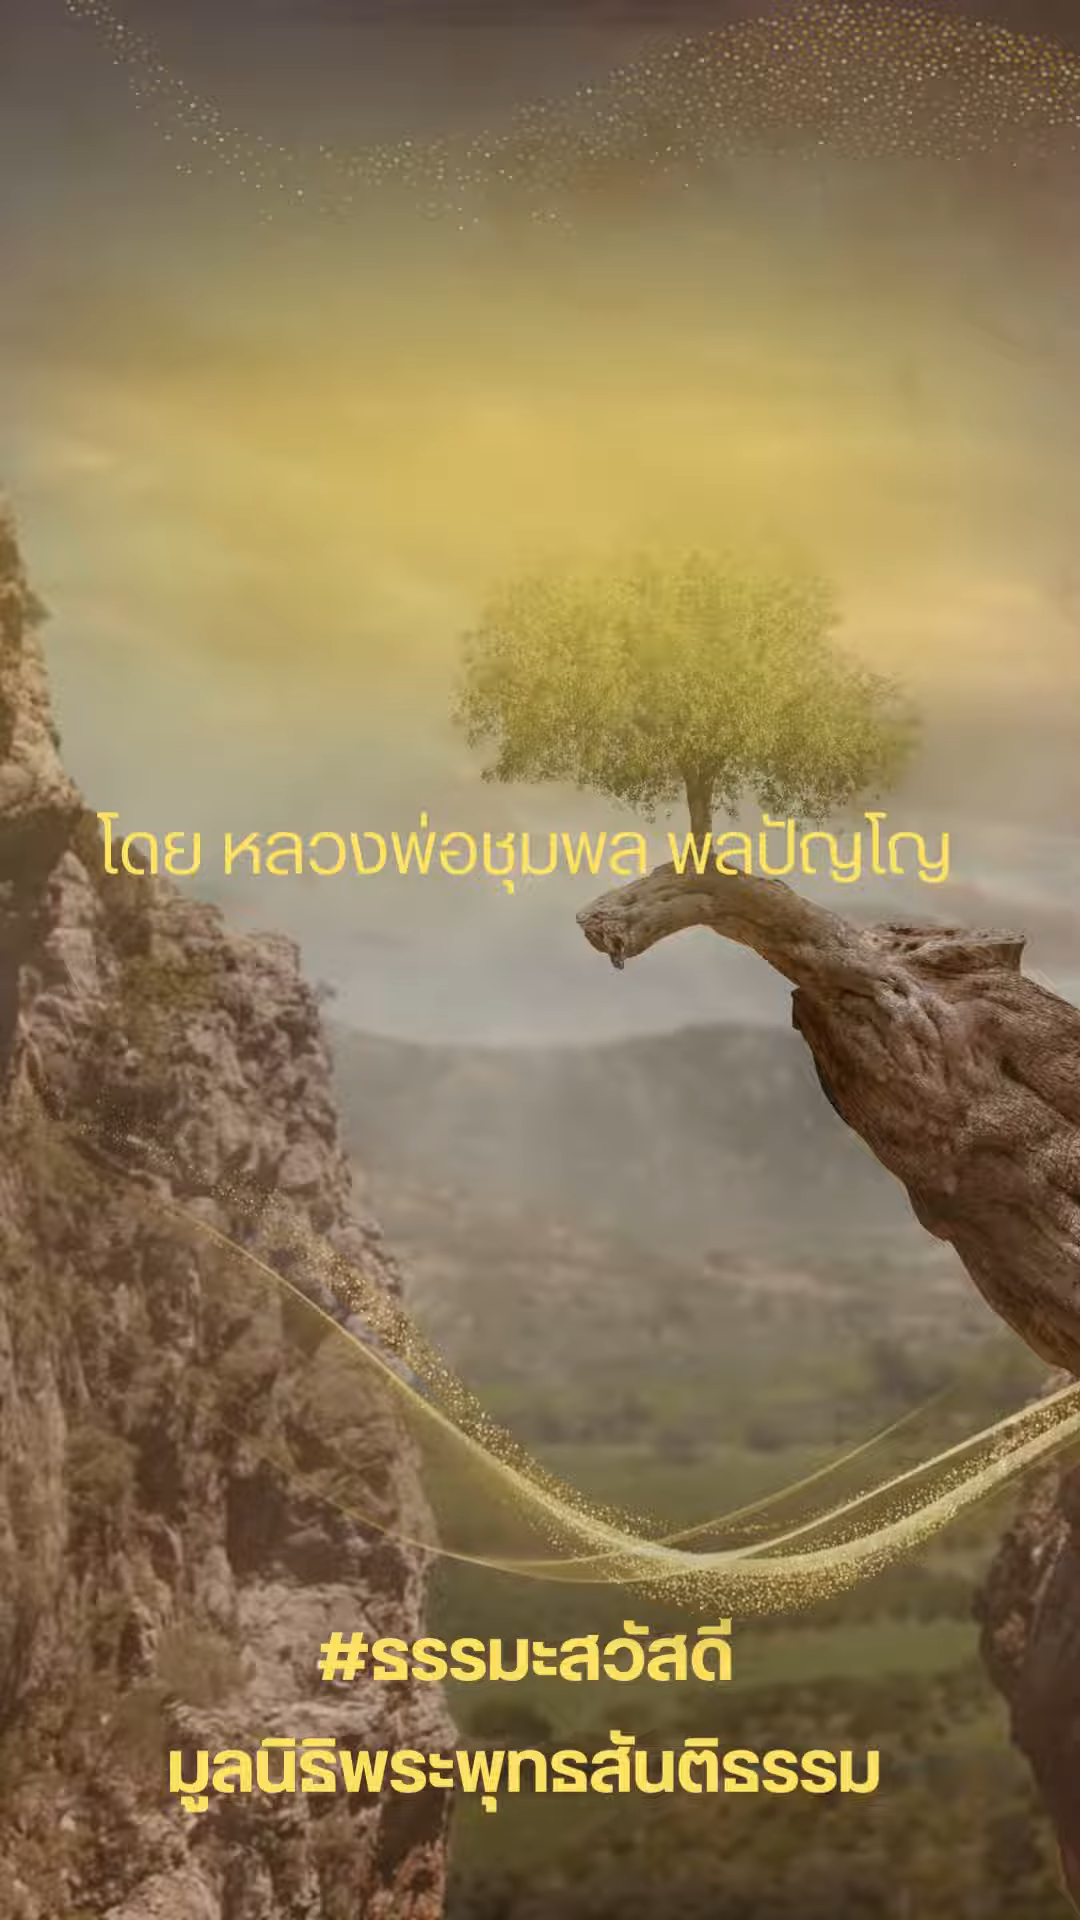 โดย หลวงพ่อชุมพล พลปัญโญ
#ธรรมะสวัสดี
มูลนิธิพระพุทธสันติธรรม